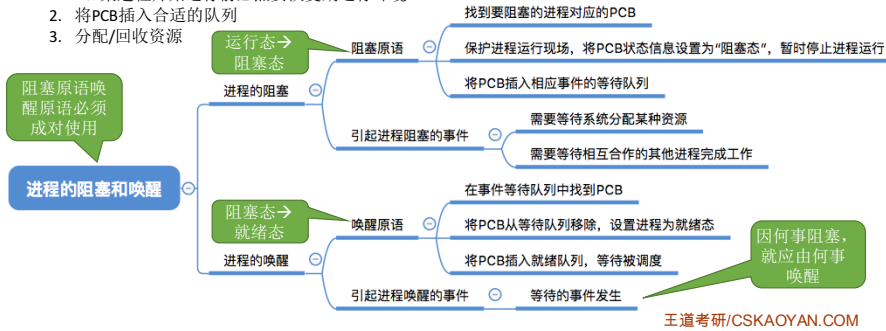 2. 将PCB插入合适的队列
3. 分配/回收资源
运行态→
阻塞态
阻塞原语
找到要阻塞的进程对应的PCB
保护进程运行现场，将PCB状态信息设置为“阻塞态”，暂时停止进程运行
将PCB插入相应事件的等待队列
进程的阻塞
引起进程阻塞的事件
需要等待系统分配某种资源
需要等待相互合作的其他进程完成工作
阻塞原语唤
醒原语必须
成对使用
进程的阻塞和唤醒
阻塞态→
就绪态
唤醒原语
在事件等待队列中找到PCB
将PCB从等待队列移除，设置进程为就绪态
将PCB插入就绪队列，等待被调度
进程的唤醒
引起进程唤醒的事件
等待的事件发生
因何事阻塞，
就应由何事
唤醒
王道考研/CSKAOYAN.COM